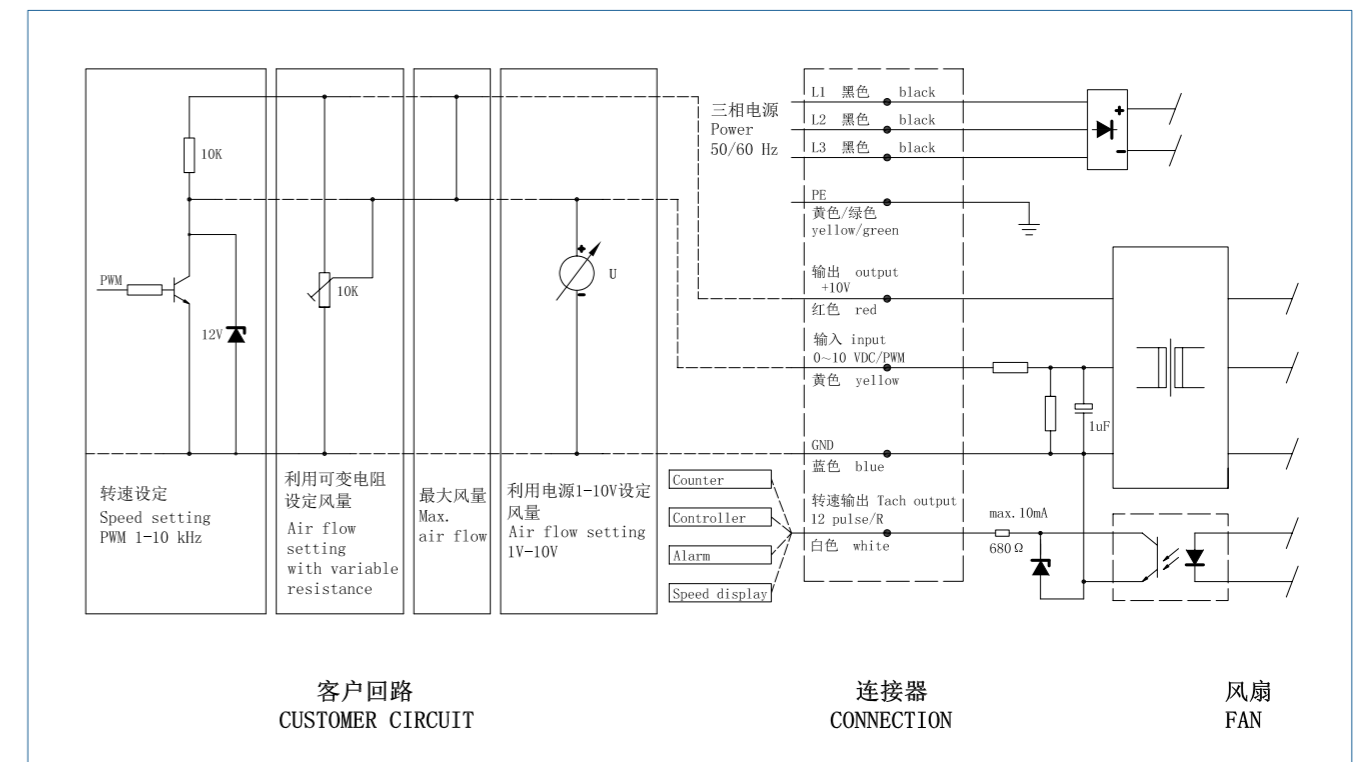 10K
PWM
12V
转速设定
Speed setting
PWM 1-10 kHz
10K
利用可变电阻
设定风量
Air flow
setting
with variable
resistance
最大风量
Max.
air flow
U
利用电源1-10V设定
风量
Air flow setting
1V-10V
三相电源
Power
50/60 Hz
L1 黑色 black
L2 黑色 black
L3 黑色 black
PE
黄色/绿色
yellow/green
输出 output
+10V
红色 red
输入 input
0~10 VDC/PWM
黄色 yellow
GND
蓝色 blue
转速输出 Tach output
12 pulse/R
白色 white
Counter
Controller
Alarm
Speed display
+
-
1uF
max.10mA
680Ω
客户回路
CUSTOMER CIRCUIT
连接器
CONNECTION
风扇
FAN